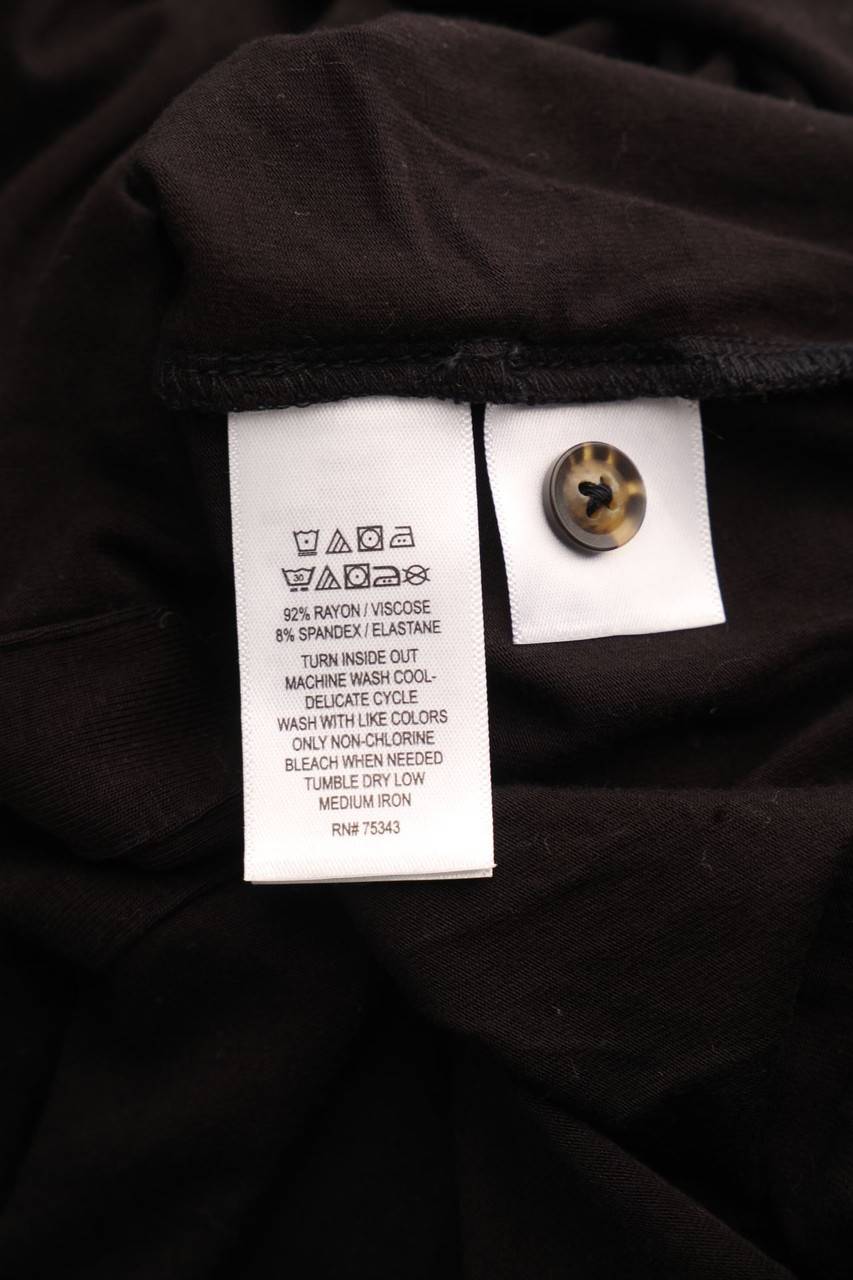 30
92% RAYON / VISCOSE
8% SPANDEX / ELASTANE
TURN INSIDE OUT
MACHINE WASH COOL-
DELICATE CYCLE
WASH WITH LIKE COLORS
ONLY NON-CHLORINE
BLEACH WHEN NEEDED
TUMBLE DRY LOW
MEDIUM IRON
RN# 75343